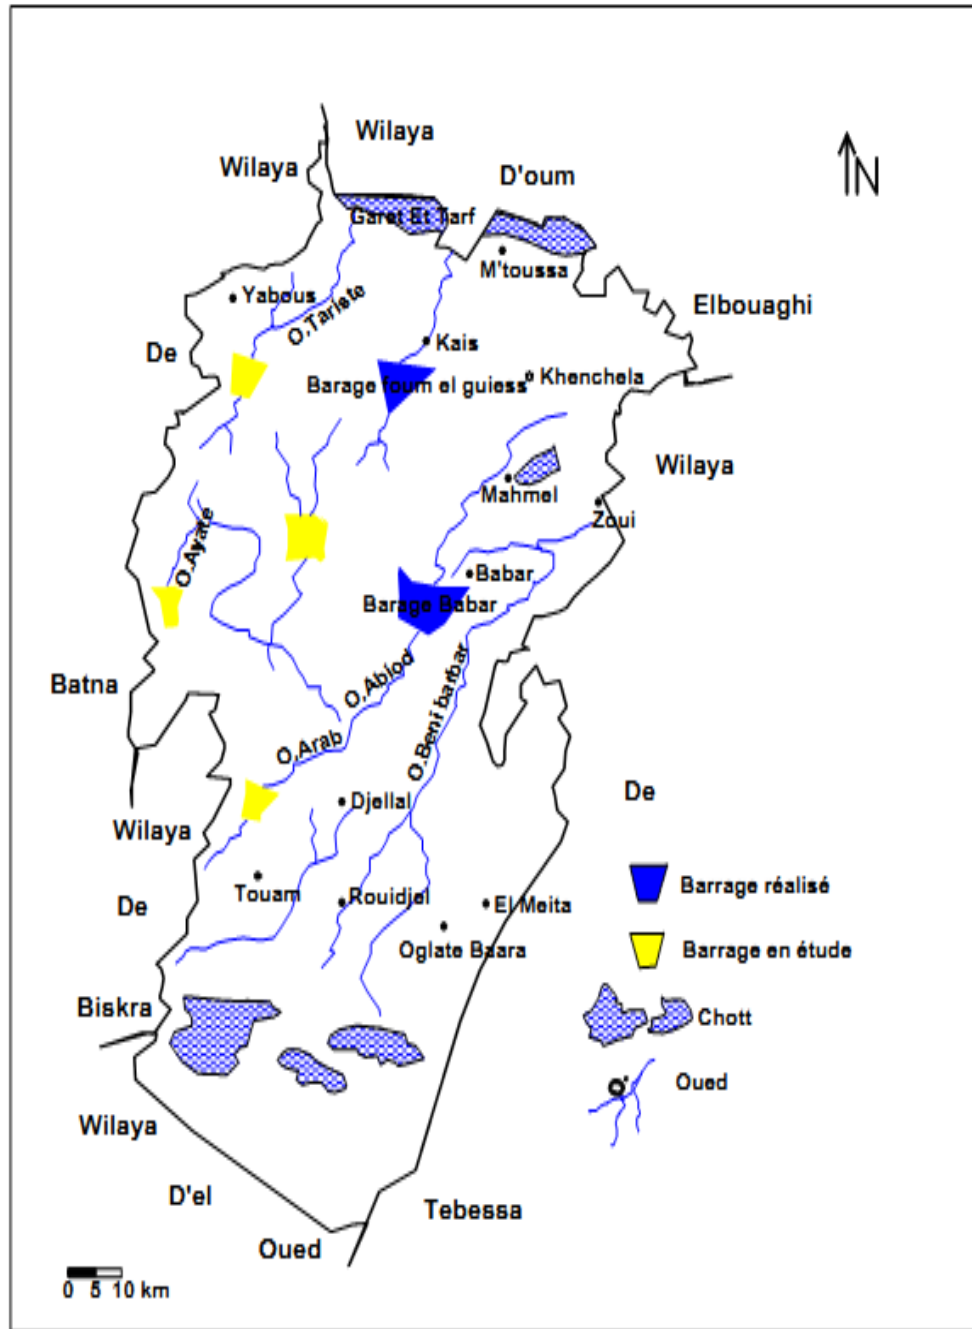 Wilaya
Wilaya
D'oum
N
Garet Et Tarf
M'toussa
Yabous
Elbouaghi
O,Tariste
De
Kais
Barage foum el guiess
Khenchela
Wilaya
Mahmel
Zoui
O.Ayate
Babar
Barage Babar
Batna
O,Abiod
O.Beni barbar
O,Arab
De
Djellal
Wilaya
Touam
Rouidjel
El Meita
Barrage réalisé
De
Oglate Baara
Barrage en étude
Biskra
Chott
Oued
Wilaya
D'el
Tebessa
Oued
0 5 10 km